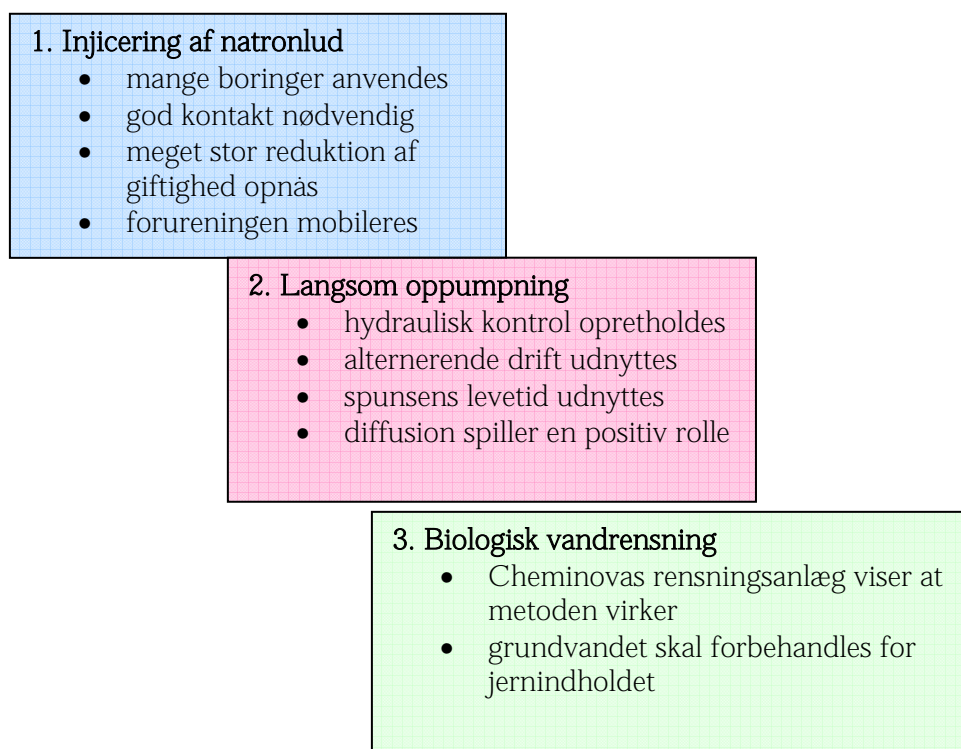 1. Injicering af natronlud
• mange boringer anvendes
• god kontakt nødvendig
• meget stor reduktion af
giftighed opnås
• forureningen mobileres
2. Langsom oppumpning
• hydraulisk kontrol opretholdes
• alternerende drift udnyttes
• spunsens levetid udnyttes
• diffusion spiller en positiv rolle
3. Biologisk vandrensning
• Cheminovas rensningsanlæg viser at
metoden virker
• grundvandet skal forbehandles for
jernindholdet